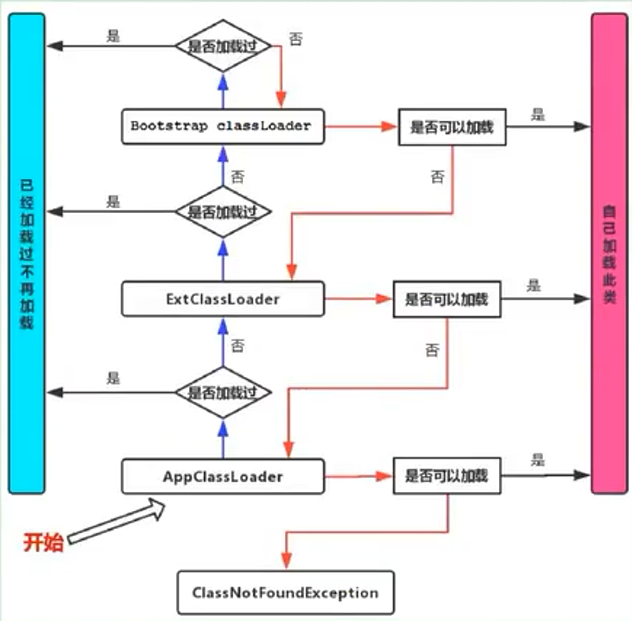 是
是否加载过
否
Bootstrap classLoader
是否可以加载
是
否
否
是
是否加载过
已经加载过不再加载
自己加载此类
ExtClassLoader
是否可以加载
是
否
否
是
是否加载过
AppClassLoader
是否可以加载
是
开始
ClassNotFoundException